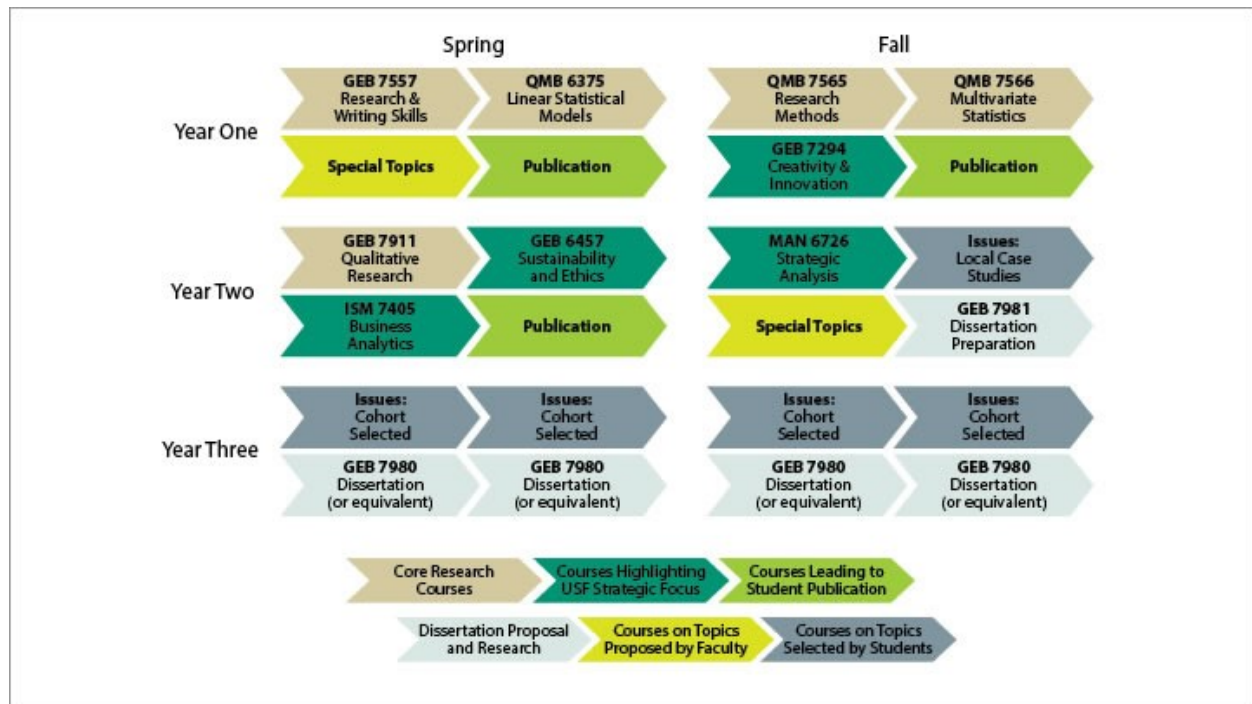 Spring
Fall
Year One
GEB 7557
Research &
Writing Skills
QMB 6375
Linear Statistical
Models
QMB 7565
Research
Methods
QMB 7566
Multivariate
Statistics
Special Topics
Publication
GEB 7294
Creativity &
Innovation
Publication
Year Two
GEB 7911
Qualitative
Research
GEB 6457
Sustainability
and Ethics
MAN 6726
Strategic
Analysis
Issues:
Local Case
Studies
ISM 7405
Business
Analytics
Publication
Special Topics
GEB 7981
Dissertation
Preparation
Year Three
Issues:
Cohort
Selected
Issues:
Cohort
Selected
Issues:
Cohort
Selected
Issues:
Cohort
Selected
GEB 7980
Dissertation
(or equivalent)
GEB 7980
Dissertation
(or equivalent)
GEB 7980
Dissertation
(or equivalent)
GEB 7980
Dissertation
(or equivalent)
Core Research
Courses
Courses Highlighting
USF Strategic Focus
Courses Leading to
Student Publication
Dissertation Proposal
and Research
Courses on Topics
Proposed by Faculty
Courses on Topics
Selected by Students